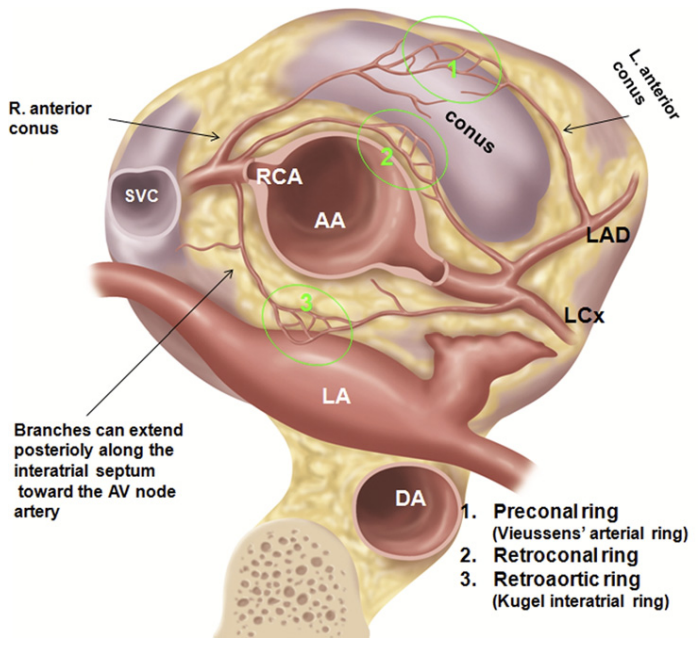 1
R. anterior
conus
L. anterior
conus
conus
2
RCA
SVC
AA
LAD
3
LCx
LA
Branches can extend
posterioly along the
interatrial septum
toward the AV node
artery
DA
1. Preconal ring
(Vieussens' arterial ring)
2. Retroconal ring
3. Retroaortic ring
(Kugel interatrial ring)